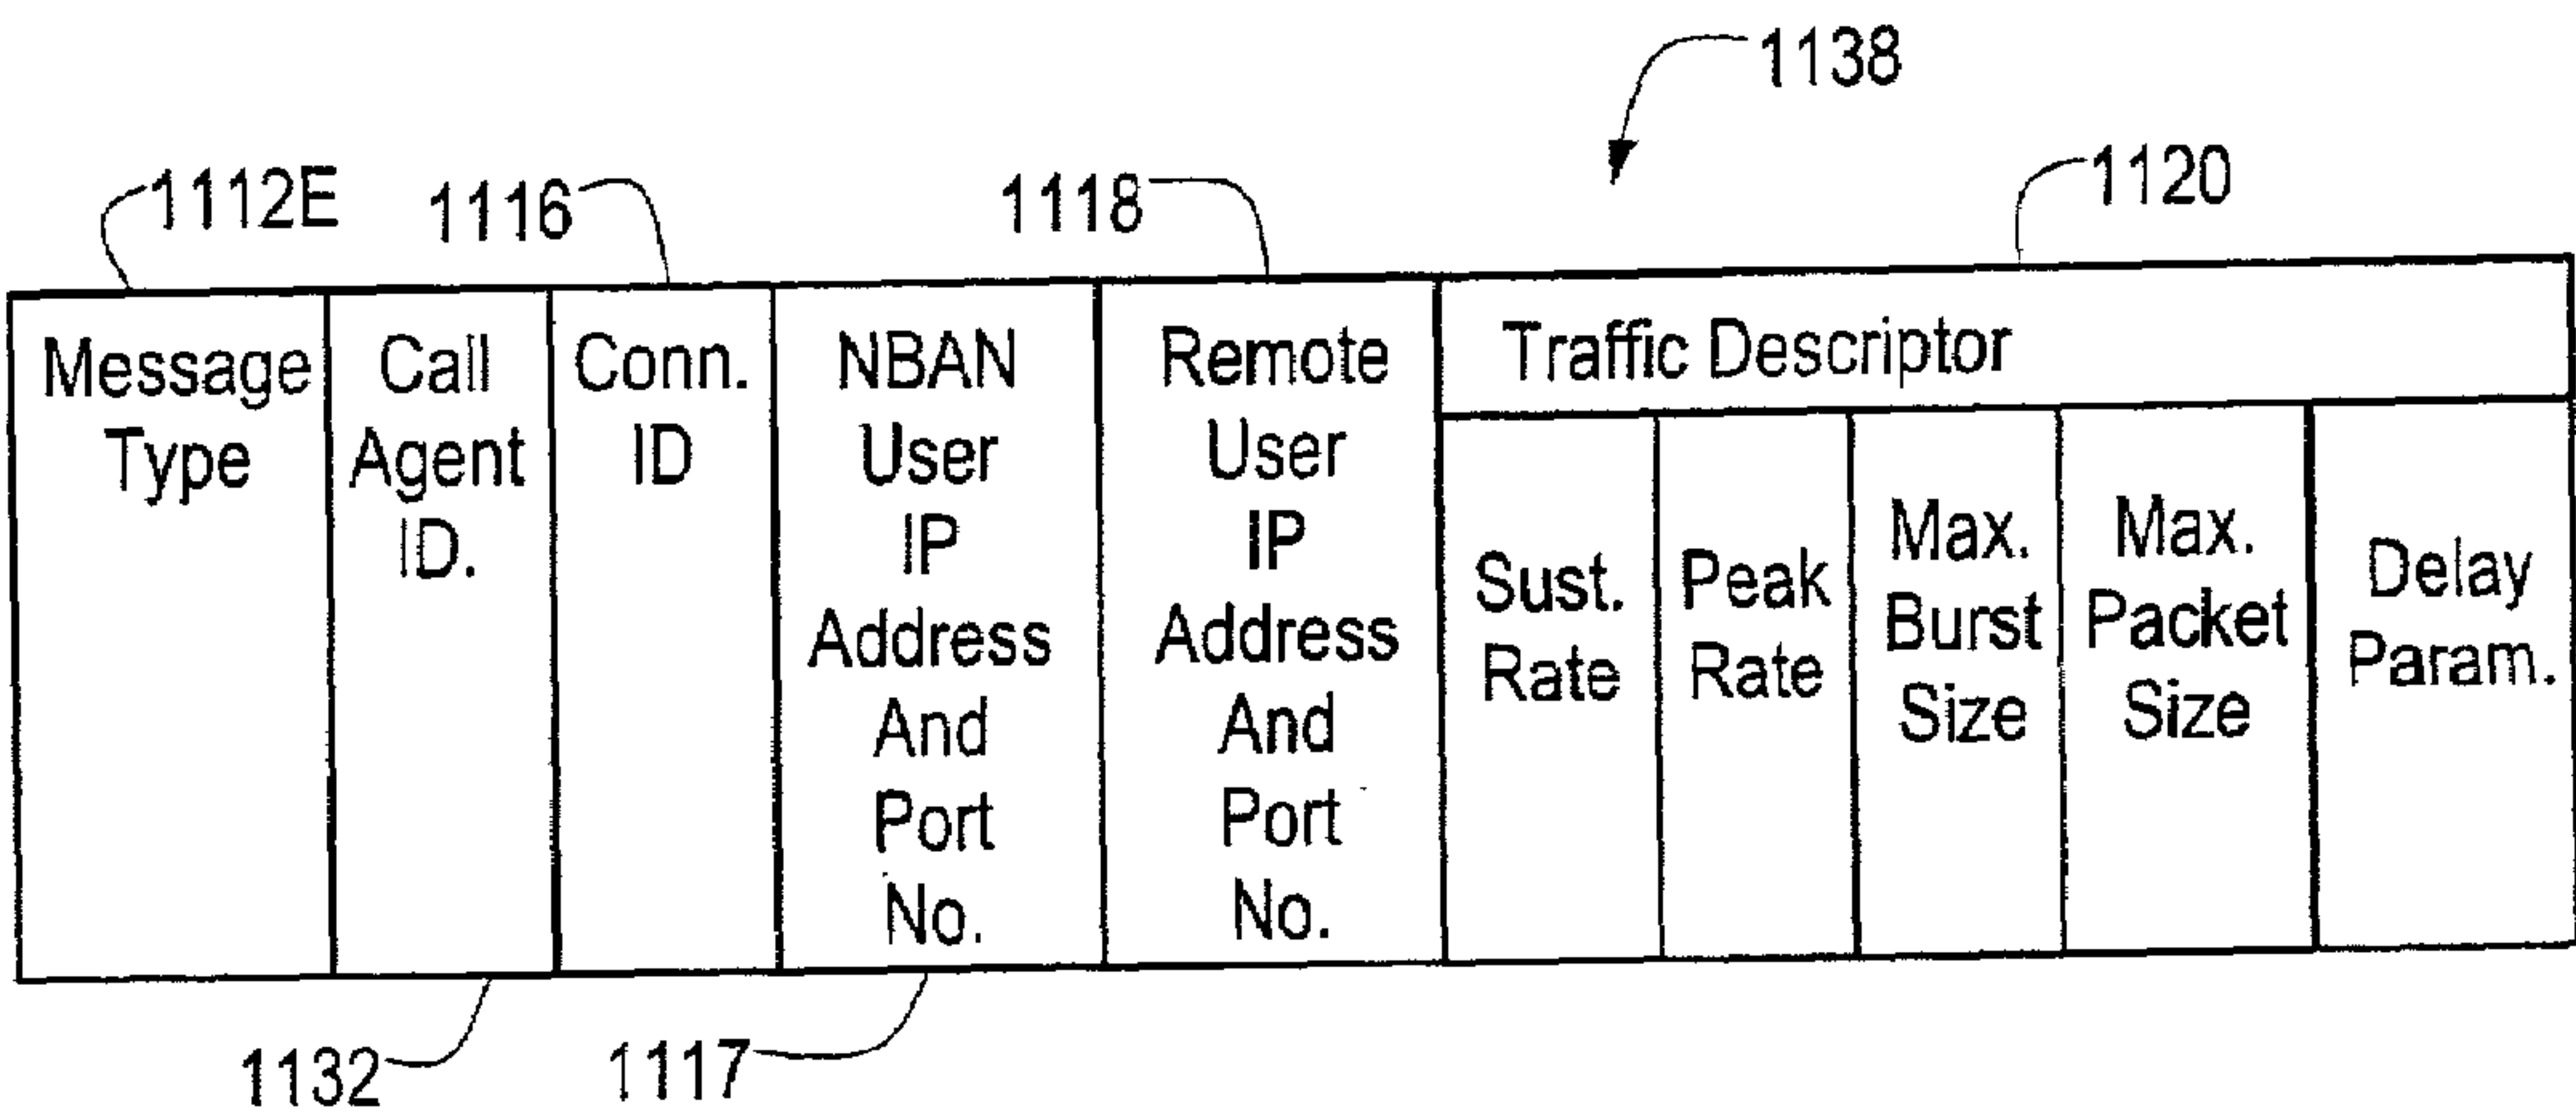 1138
1112E
1116
1118
1120
Message
Type
Call
Agent
ID.
Conn.
ID
NBAN
User
IP
Address
And
Port
No.
Remote
User
IP
Address
And
Port
No.
Traffic Descriptor
Sust.
Rate
Peak
Rate
Max.
Burst
Size
Max.
Packet
Size
Delay
Param.
1132
1117